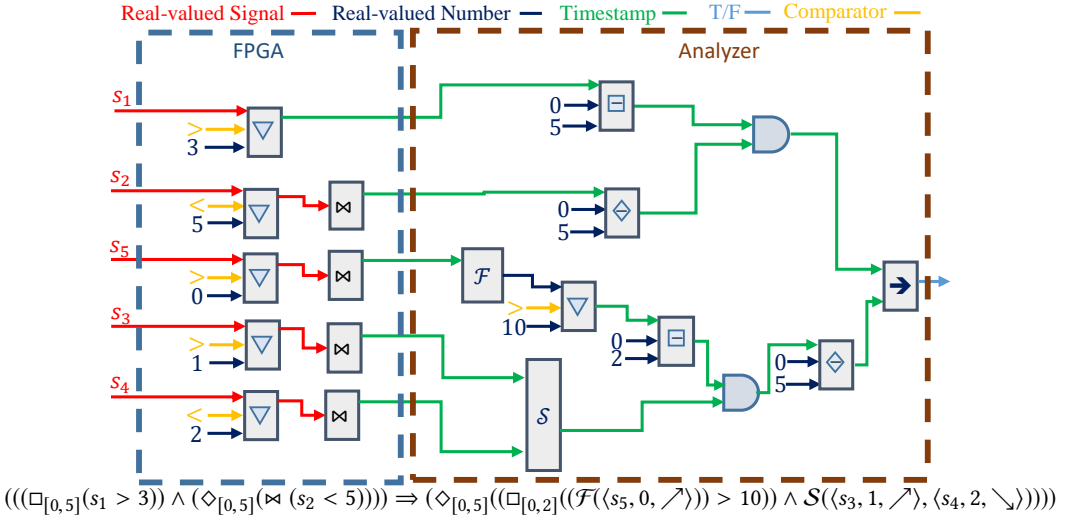 Real-valued Signal Real-valued Number Timestamp T/F Comparator
FPGA Analyzer
s₁
> ▽
3
0
5
s₂
< ▽ ⋈
5
0
5
s₅
> ▽ ⋈
0
ℱ
> ▽
10
0
2
s₃
> ▽ ⋈
1
s₄
< ▽ ⋈
2
𝒮
0
5
➔
(((□[0,5](s₁ > 3)) ∧ (◇[0,5](⋈ (s₂ < 5)))) ⇒ (◇[0,5]((□[0,2]((ℱ(⟨s₅, 0, ↗⟩)) > 10)) ∧ 𝒮(⟨s₃, 1, ↗⟩, ⟨s₄, 2, ↘⟩))))